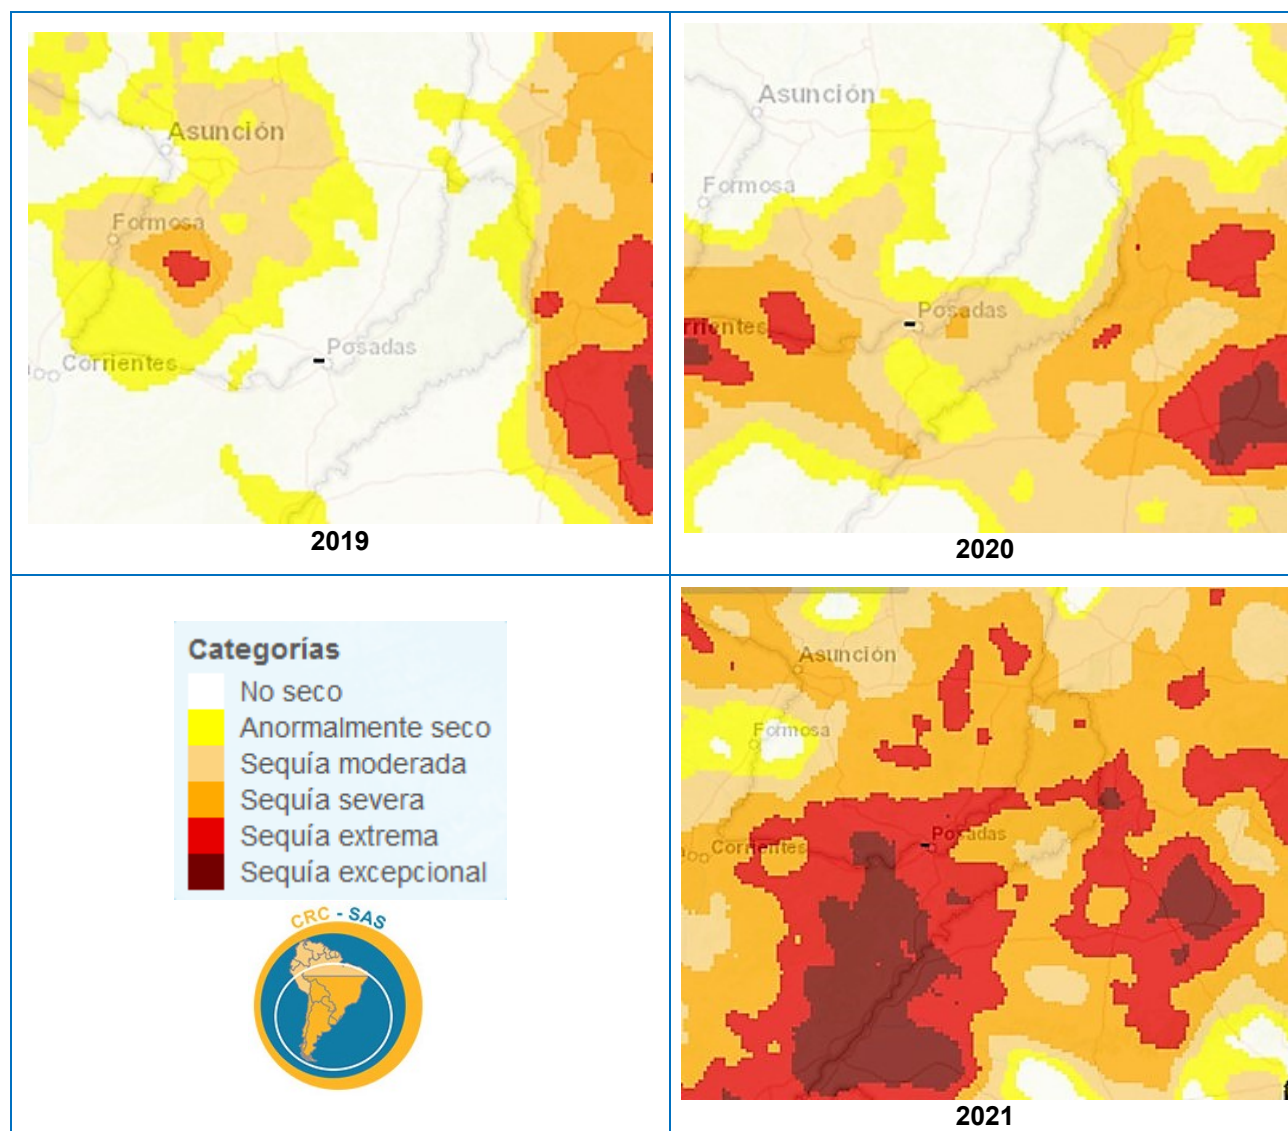 Asunción
Formosa
Corrientes
Posadas
2019
Asunción
Formosa
Posadas
rrientes
2020
Categorías
No seco
Anormalmente seco
Sequía moderada
Sequía severa
Sequía extrema
Sequía excepcional
CRC - SAS
Asunción
Formosa
Posadas
Corrientes
2021